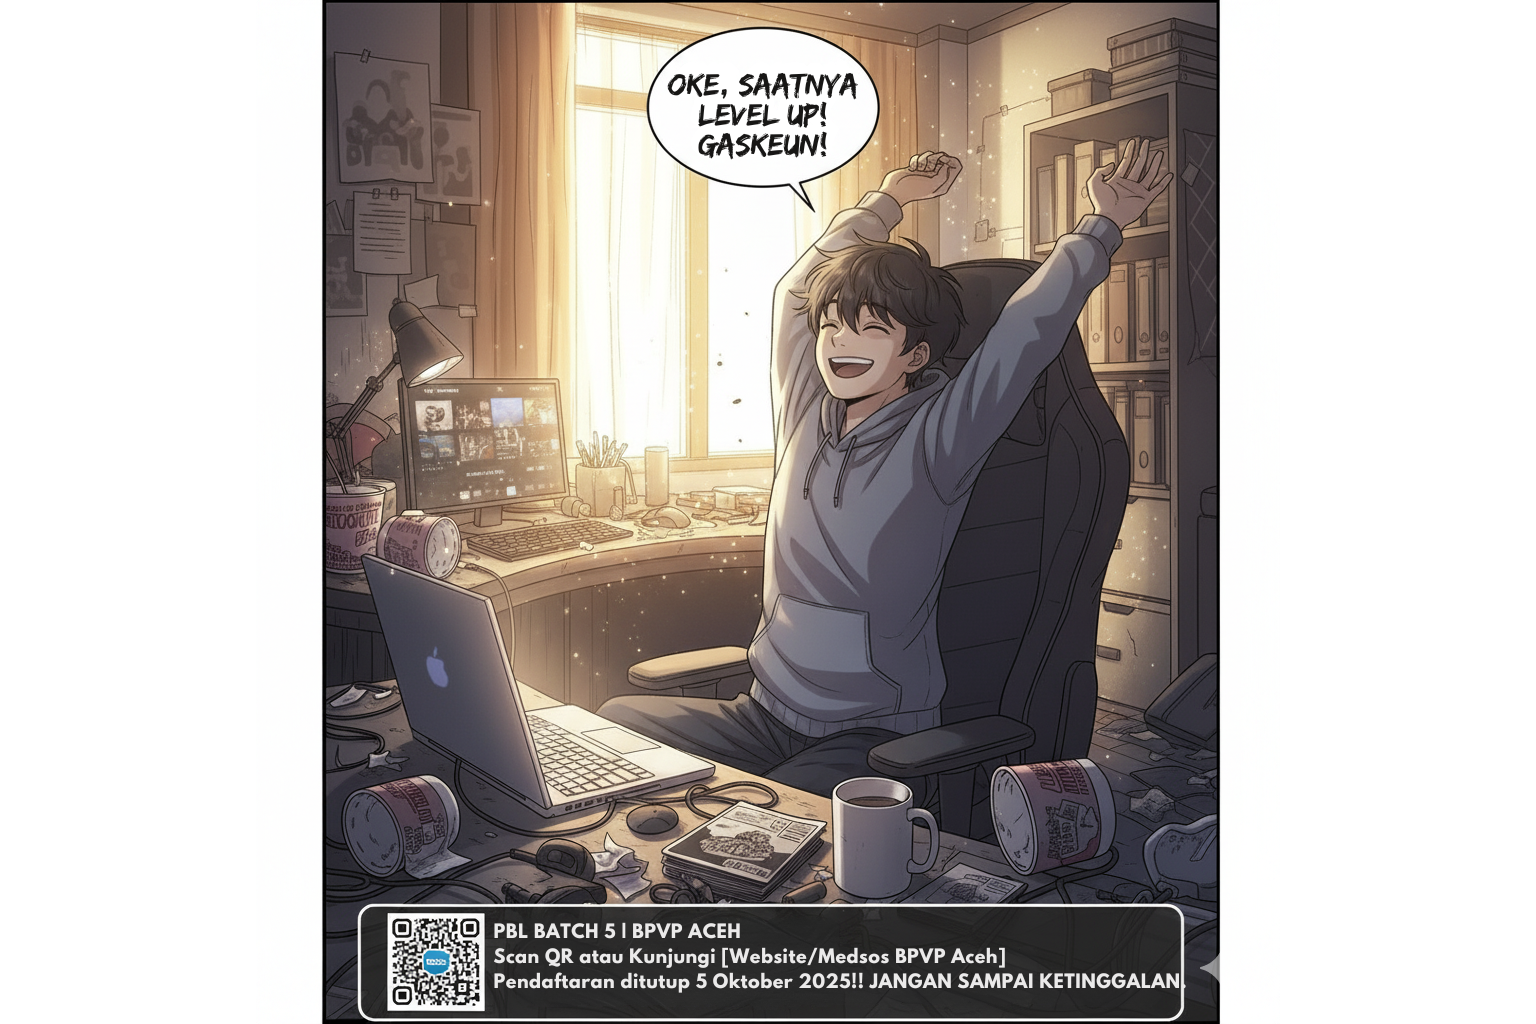 OKE, SAATNYA
LEVEL UP!
GASKEUN!
PBL BATCH 5 | BPVP ACEH
Scan QR atau Kunjungi [Website/Medsos BPVP Aceh]
Pendaftaran ditutup 5 Oktober 2025!! JANGAN SAMPAI KETINGGALAN.